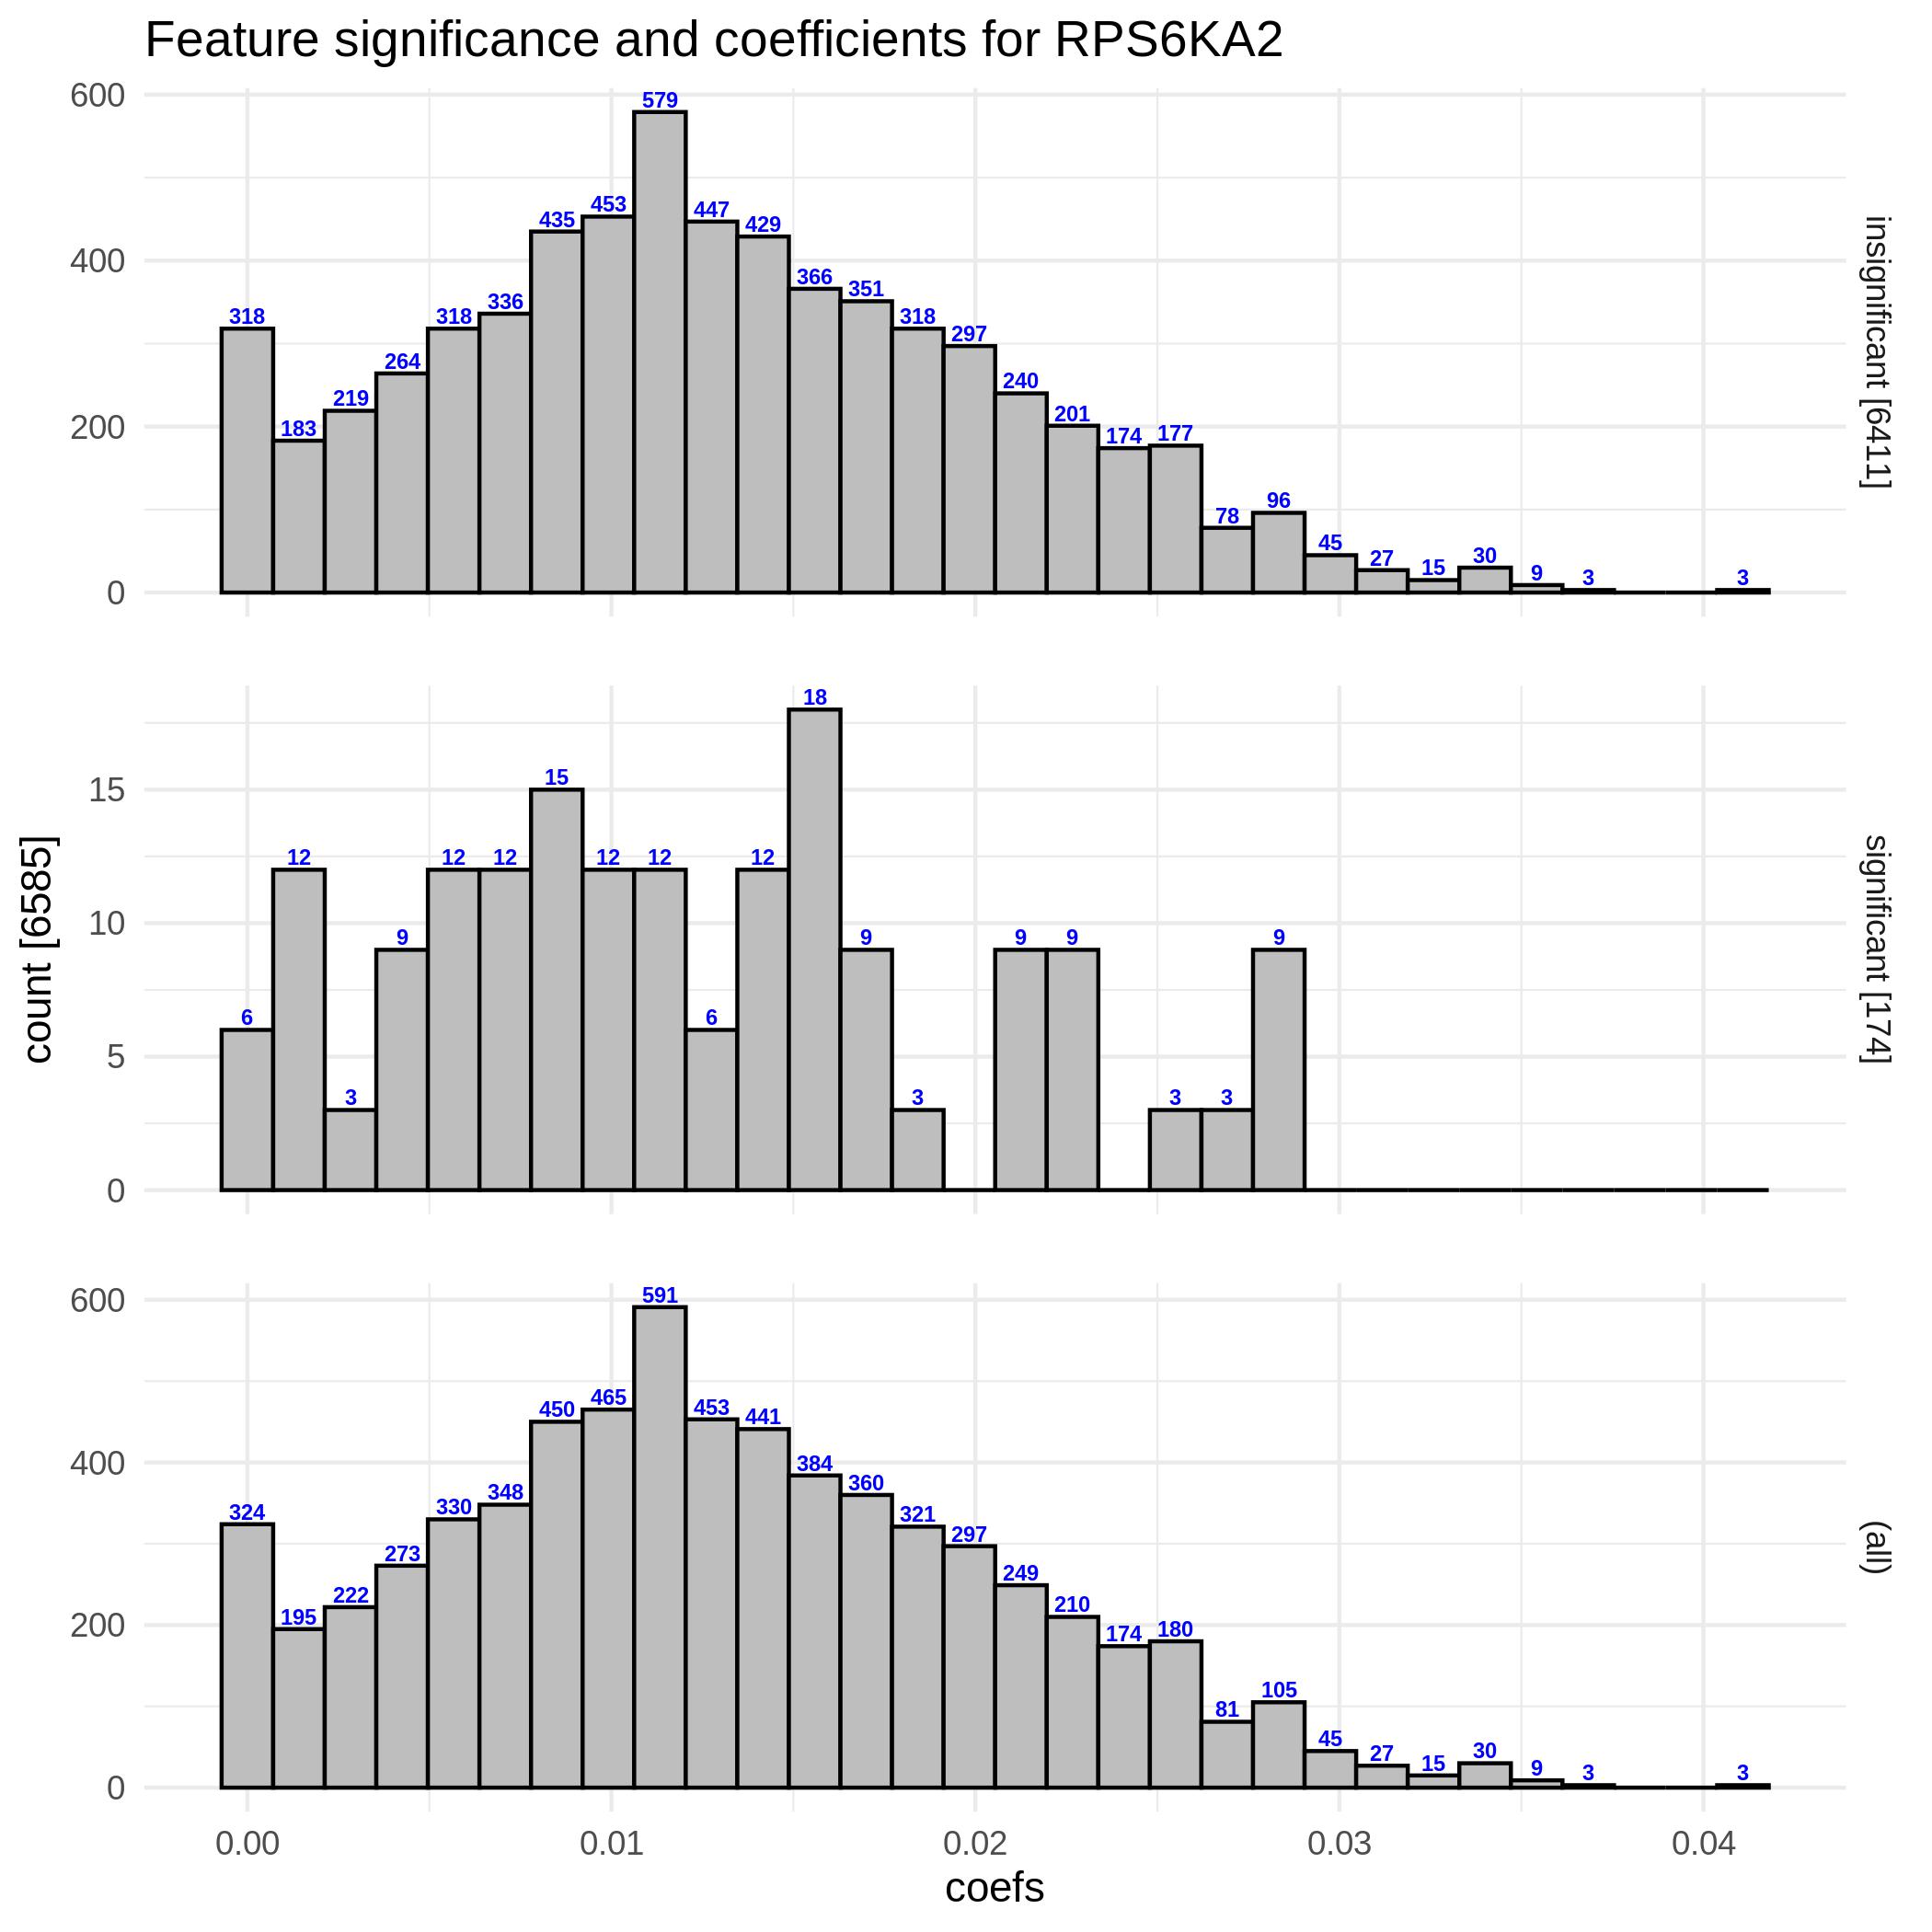 Feature significance and coefficients for RPS6KA2
600
400
200
0
318 183 219 264 318 336 435 453 579 447 429 366 351 318 297 240 201 174 177 78 96 45 27 15 30 9 3 3
insignificant [6411]
count [6585]
15
10
5
0
6 12 3 9 12 12 15 12 12 6 12 18 9 3 9 9 3 3 9
significant [174]
600
400
200
0
324 195 222 273 330 348 450 465 591 453 441 384 360 321 297 249 210 174 180 81 105 45 27 15 30 9 3 3
(all)
0.00 0.01 0.02 0.03 0.04
coefs